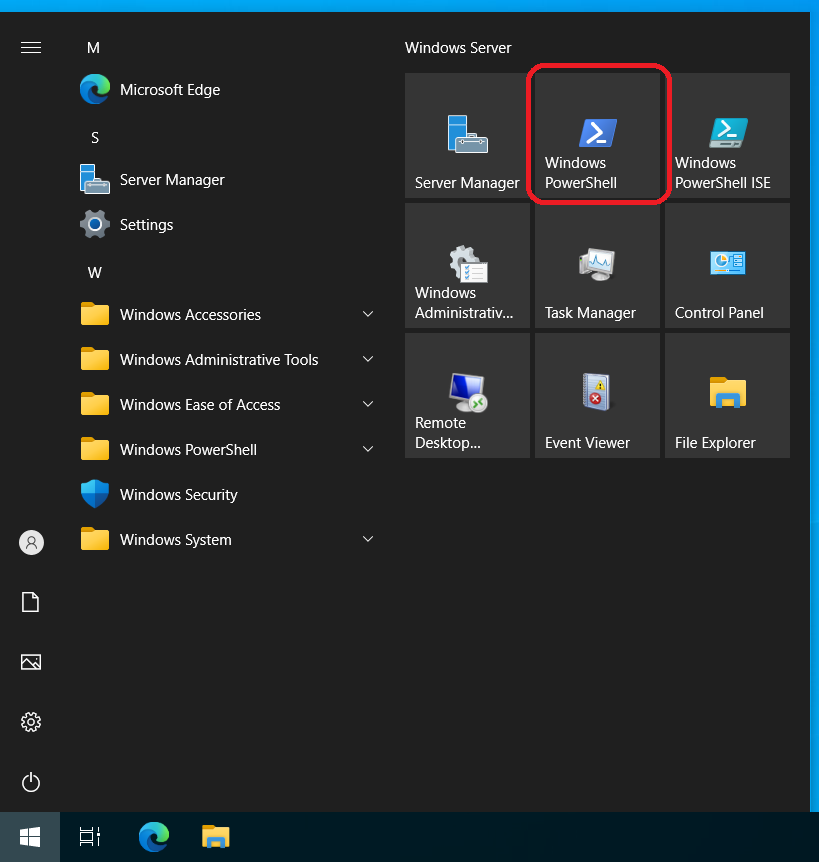 M
Microsoft Edge
S
Server Manager
Settings
W
Windows Accessories
Windows Administrative Tools
Windows Ease of Access
Windows PowerShell
Windows Security
Windows System
Windows Server
Server Manager
Windows
PowerShell
Windows
PowerShell ISE
Windows
Administrativ...
Task Manager
Control Panel
Remote
Desktop...
Event Viewer
File Explorer